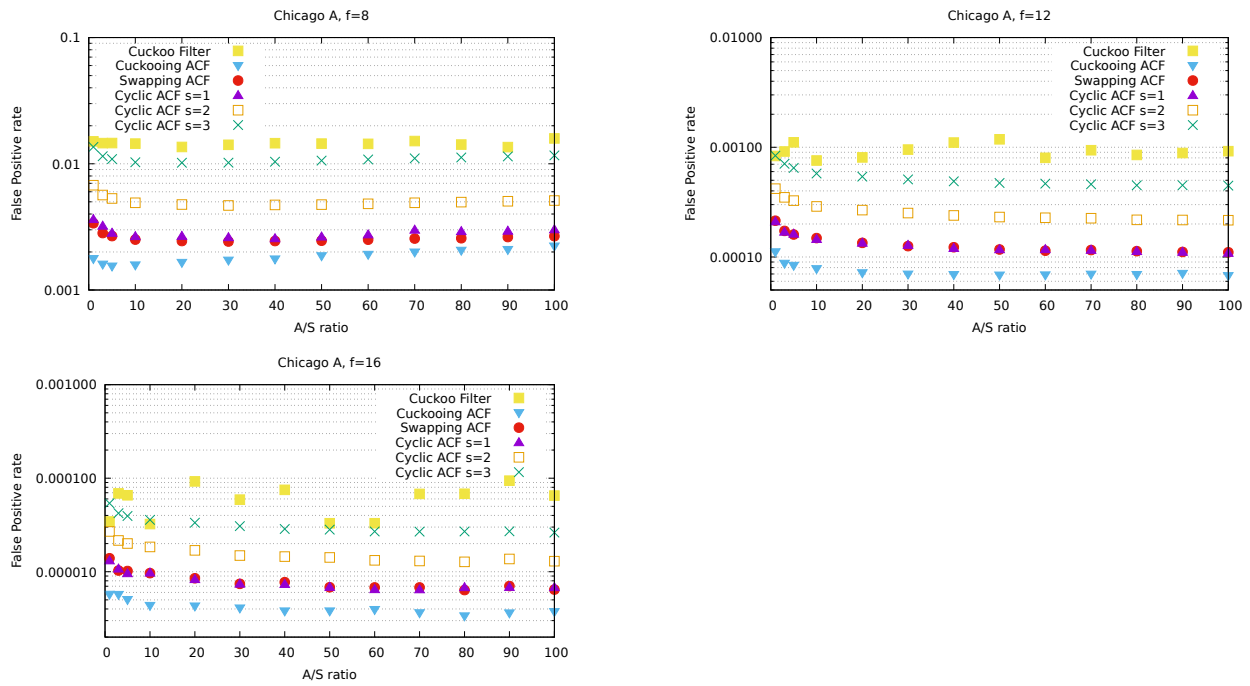 Chicago A, f=8
0.1
0.01
0.001
False Positive rate
Cuckoo Filter
Cuckooing ACF
Swapping ACF
Cyclic ACF s=1
Cyclic ACF s=2
Cyclic ACF s=3
0 10 20 30 40 50 60 70 80 90 100
A/S ratio
Chicago A, f=12
0.01000
0.00100
0.00010
False Positive rate
Cuckoo Filter
Cuckooing ACF
Swapping ACF
Cyclic ACF s=1
Cyclic ACF s=2
Cyclic ACF s=3
0 10 20 30 40 50 60 70 80 90 100
A/S ratio
Chicago A, f=16
0.001000
0.000100
0.000010
False Positive rate
Cuckoo Filter
Cuckooing ACF
Swapping ACF
Cyclic ACF s=1
Cyclic ACF s=2
Cyclic ACF s=3
0 10 20 30 40 50 60 70 80 90 100
A/S ratio